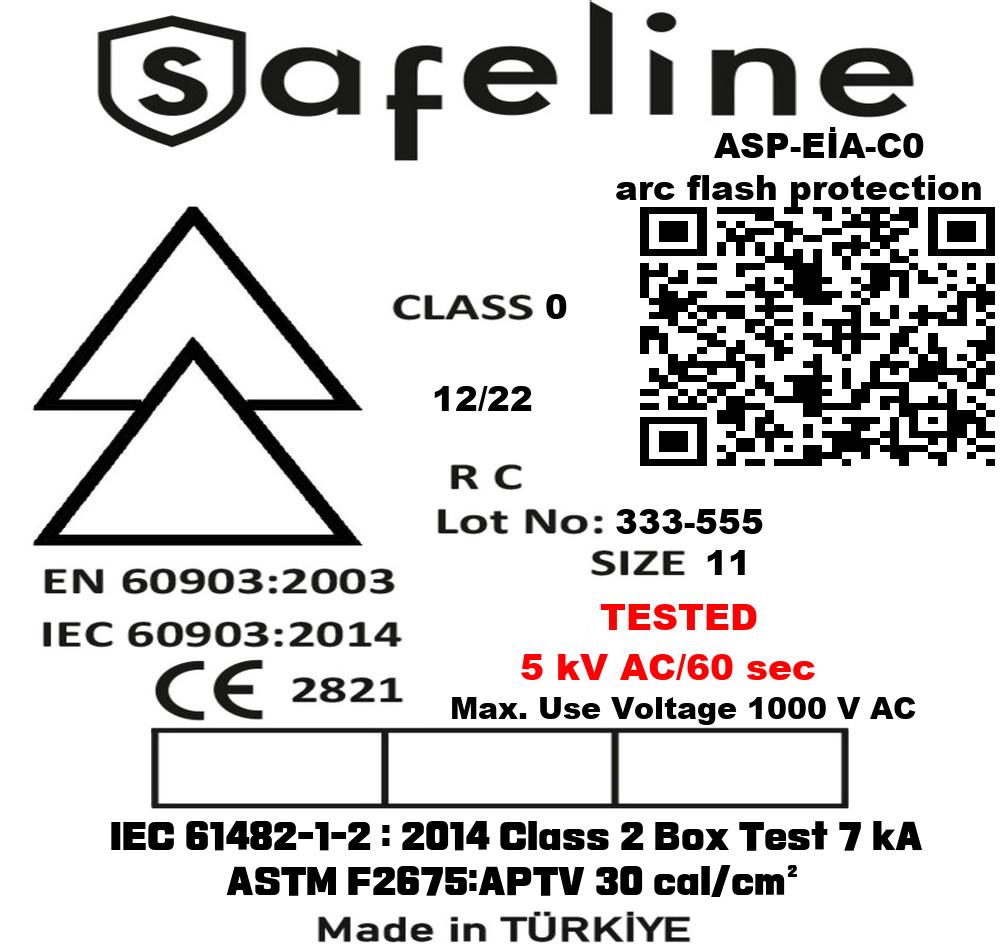 safeline
ASP-EİA-C0
arc flash protection
CLASS 0
12/22
R C
Lot No: 333-555
SIZE 11
EN 60903:2003
IEC 60903:2014
TESTED
5 kV AC/60 sec
CE 2821
Max. Use Voltage 1000 V AC
IEC 61482-1-2 : 2014 Class 2 Box Test 7 kA
ASTM F2675:APTV 30 cal/cm²
Made in TÜRKİYE